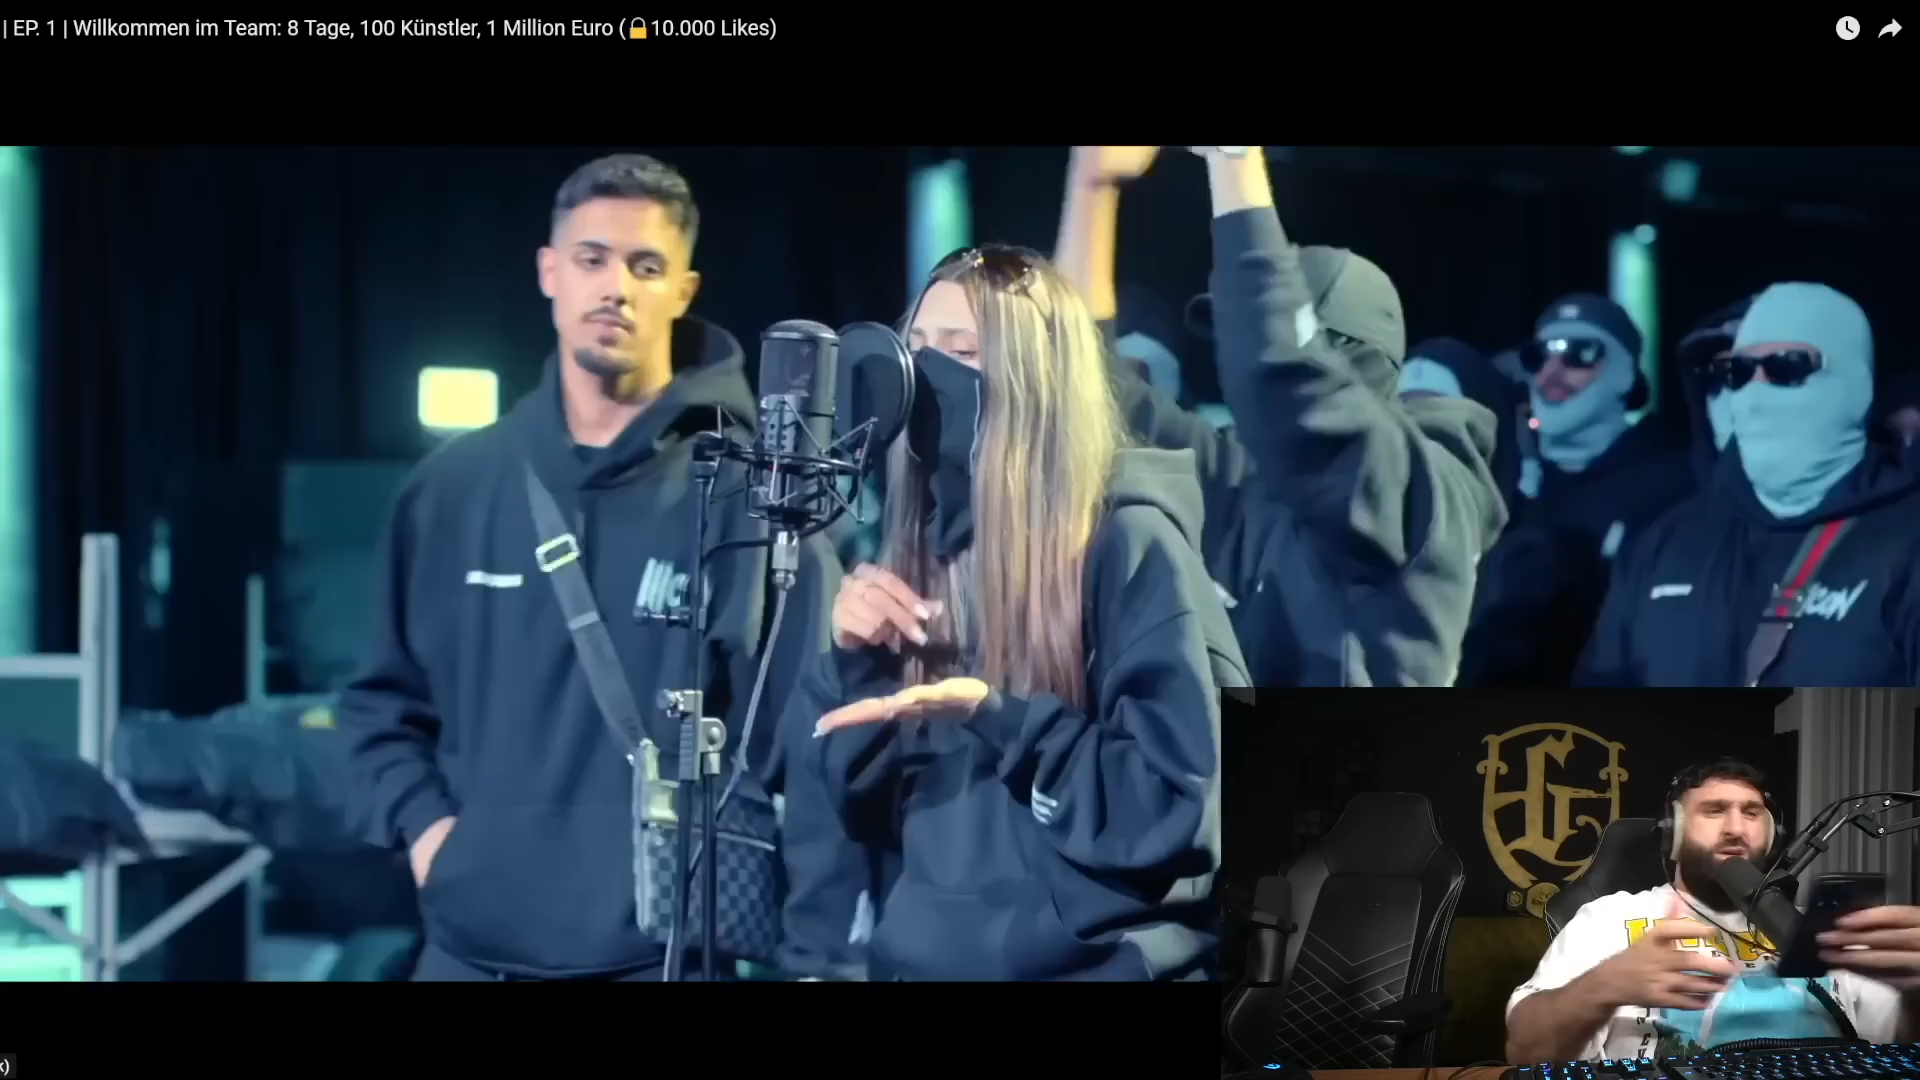 | EP. 1 | Willkommen im Team: 8 Tage, 100 Künstler, 1 Million Euro (🔒10.000 Likes)